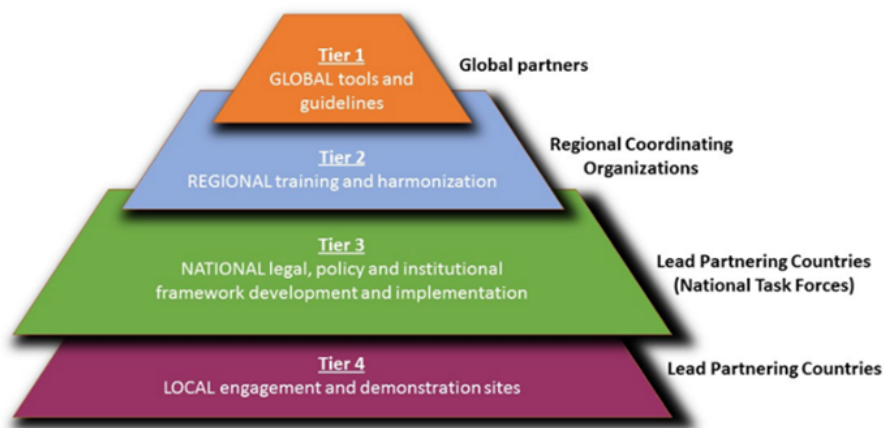 Tier 1
GLOBAL tools and
guidelines
Global partners
Tier 2
REGIONAL training and harmonization
Regional Coordinating
Organizations
Tier 3
NATIONAL legal, policy and institutional
framework development and implementation
Lead Partnering Countries
(National Task Forces)
Tier 4
LOCAL engagement and demonstration sites
Lead Partnering Countries